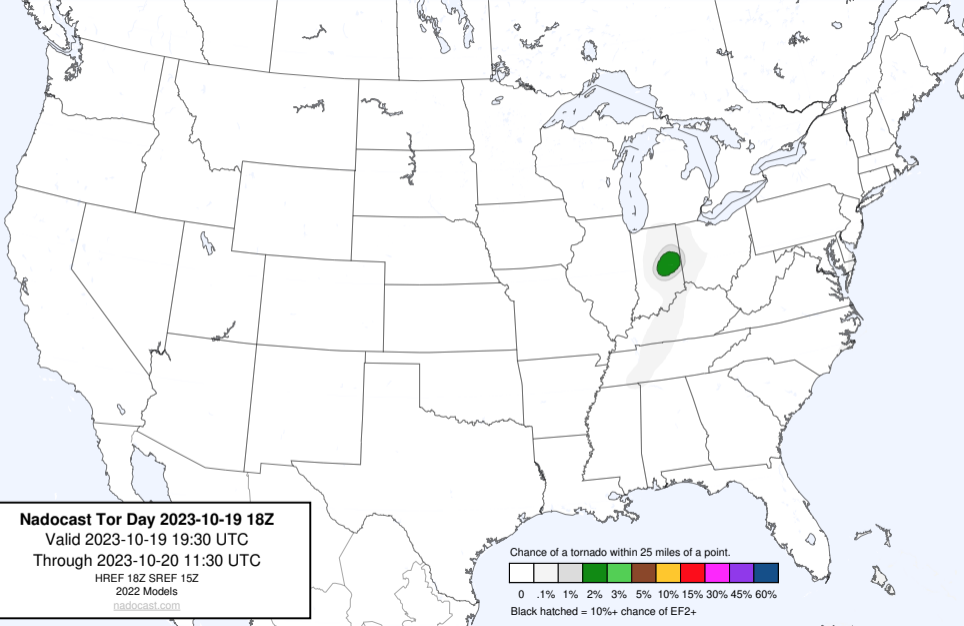 Nadocast Tor Day 2023-10-19 18Z
Valid 2023-10-19 19:30 UTC
Through 2023-10-20 11:30 UTC
HREF 18Z SREF 15Z
2022 Models
nadocast.com
Chance of a tornado within 25 miles of a point.
0 .1% 1% 2% 3% 5% 10% 15% 30% 45% 60%
Black hatched = 10%+ chance of EF2+